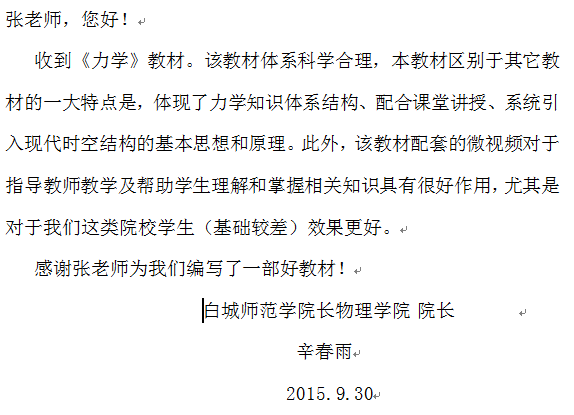 张老师，您好！
收到《力学》教材。该教材体系科学合理，本教材区别于其它教
材的一大特点是，体现了力学知识体系结构、配合课堂讲授、系统引
入现代时空结构的基本思想和原理。此外，该教材配套的微视频对于
指导教师教学及帮助学生理解和掌握相关知识具有很好作用，尤其是
对于我们这类院校学生（基础较差）效果更好。
感谢张老师为我们编写了一部好教材！
白城师范学院长物理学院 院长
辛春雨
2015.9.30